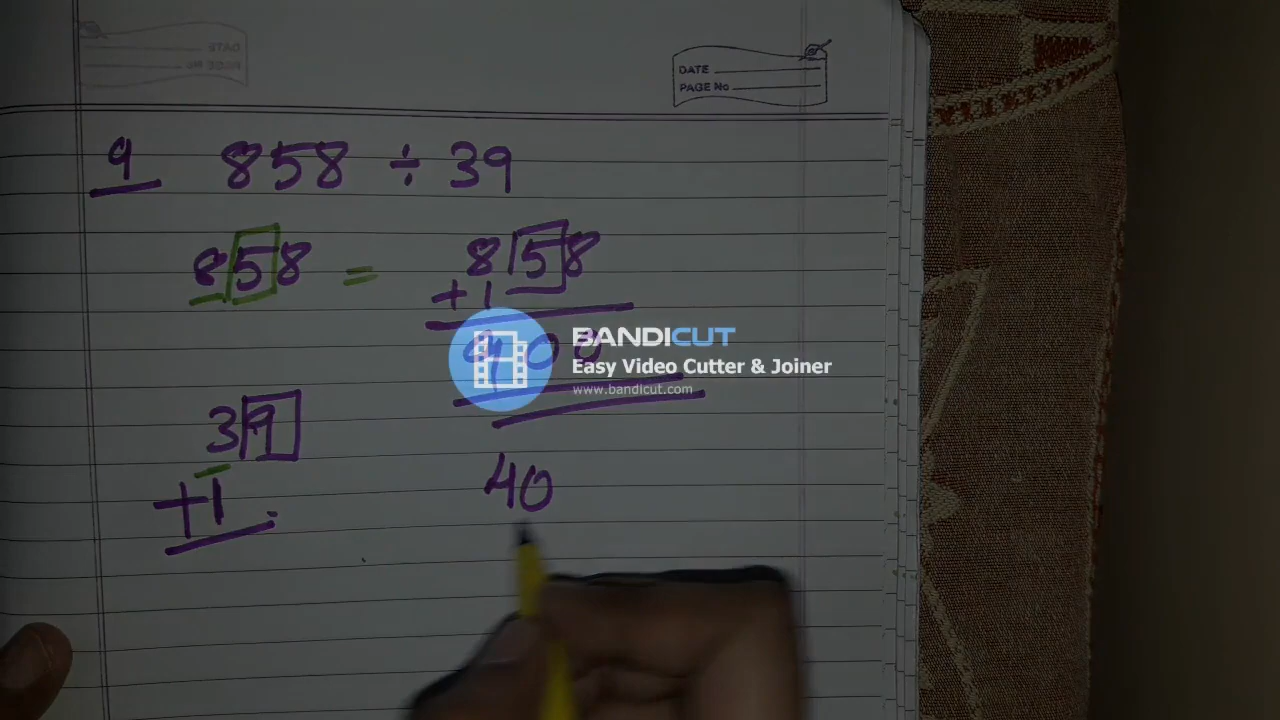 DATE
PAGE No
9 858 ÷ 39
858 = 858
+1
900
39
+1
40
BANDICUT
Easy Video Cutter & Joiner
www.bandicut.com